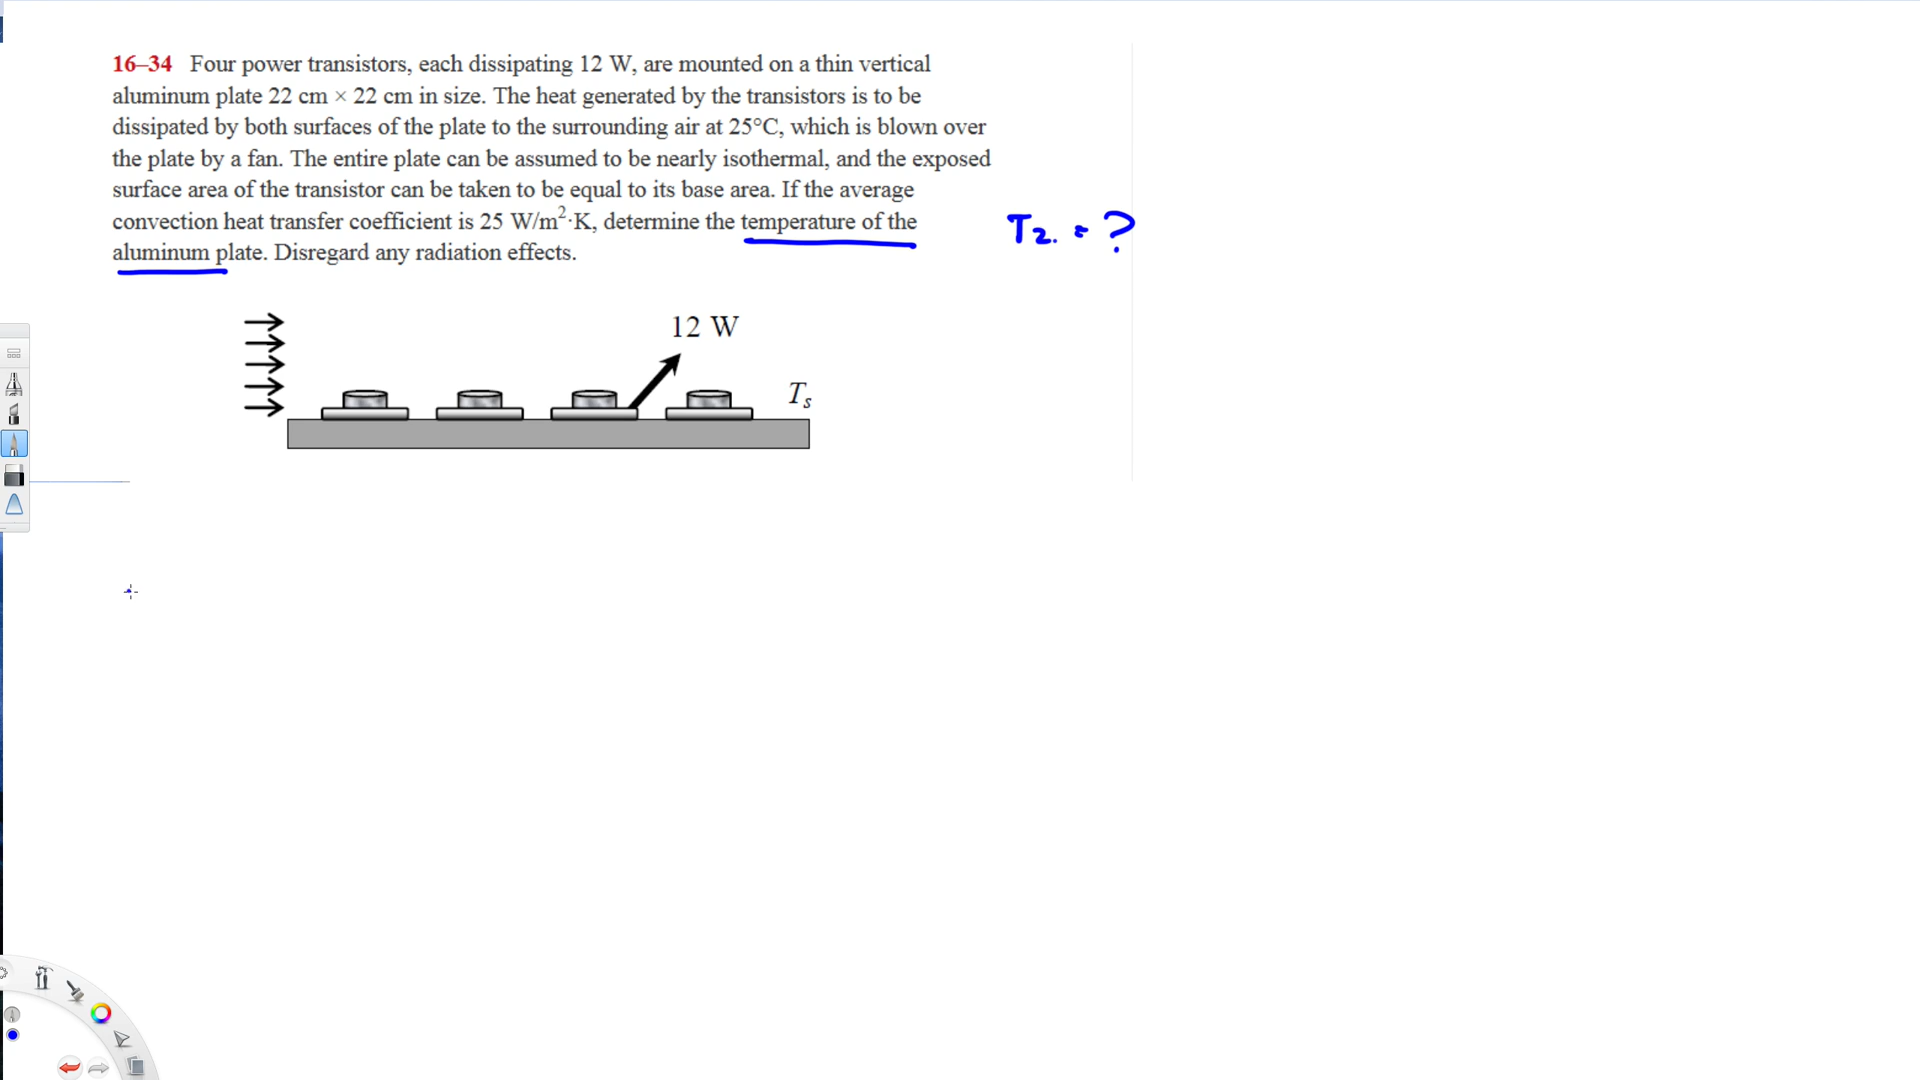 16–34 Four power transistors, each dissipating 12 W, are mounted on a thin vertical
aluminum plate 22 cm × 22 cm in size. The heat generated by the transistors is to be
dissipated by both surfaces of the plate to the surrounding air at 25°C, which is blown over
the plate by a fan. The entire plate can be assumed to be nearly isothermal, and the exposed
surface area of the transistor can be taken to be equal to its base area. If the average
convection heat transfer coefficient is 25 W/m²·K, determine the temperature of the
aluminum plate. Disregard any radiation effects.
T2. = ?
12 W
Ts